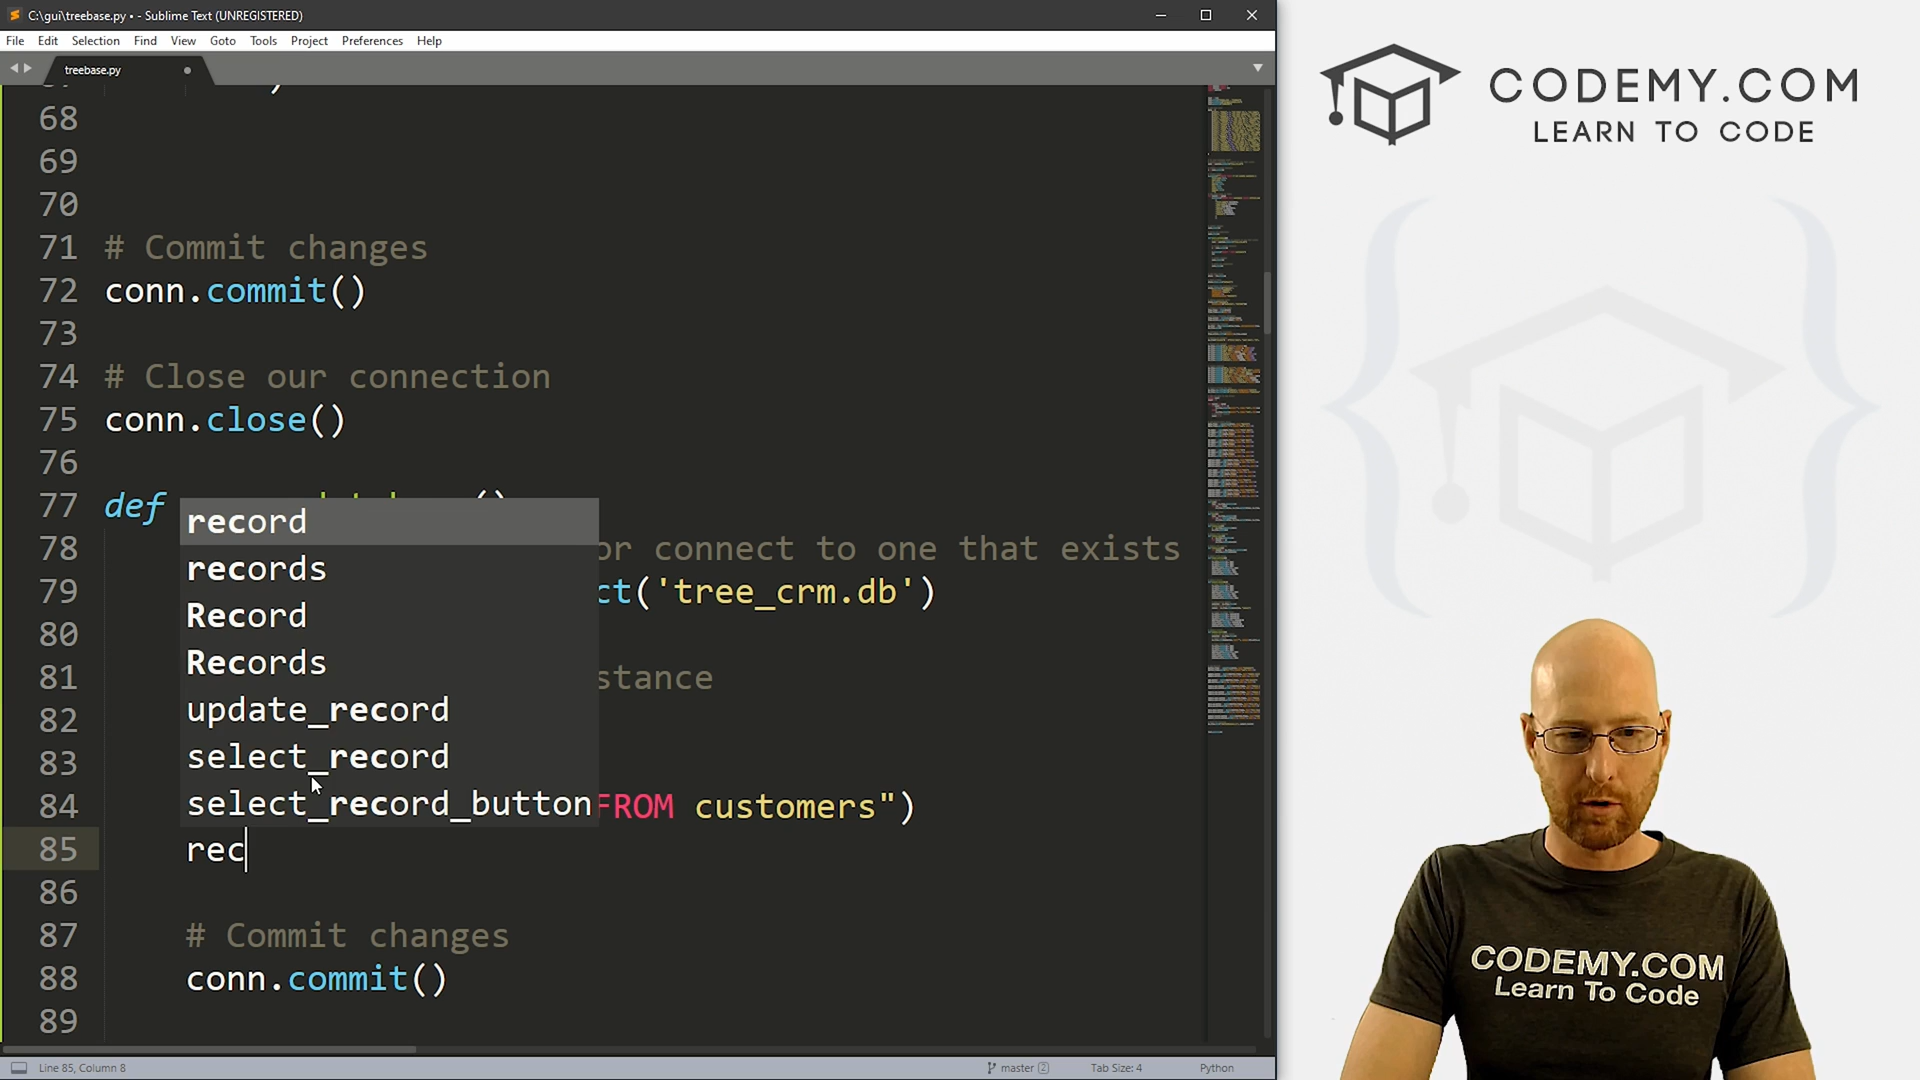 C:\gui\treebase.py • - Sublime Text (UNREGISTERED)
File Edit Selection Find View Goto Tools Project Preferences Help
treebase.py
68
69
70
71 # Commit changes
72 conn.commit()
73
74 # Close our connection
75 conn.close()
76
77 def
78 or connect to one that exists
79 ct('tree_crm.db')
80
81 stance
82
83
84 FROM customers")
85 rec
86
87 # Commit changes
88 conn.commit()
89
record
records
Record
Records
update_record
select_record
select_record_button
Line 85, Column 8
master 2
Tab Size: 4
Python
CODEMY.COM
LEARN TO CODE
CODEMY.COM
Learn To Code